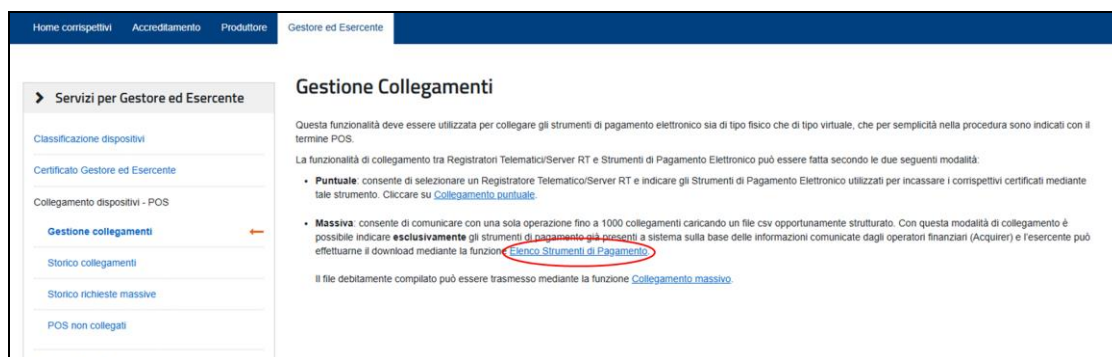 Home corrispettivi Accreditamento Produttore Gestore ed Esercente
Servizi per Gestore ed Esercente
Classificazione dispositivi
Certificato Gestore ed Esercente
Collegamento dispositivi - POS
Gestione collegamenti
Storico collegamenti
Storico richieste massive
POS non collegati
Gestione Collegamenti
Questa funzionalità deve essere utilizzata per collegare gli strumenti di pagamento elettronico sia di tipo fisico che di tipo virtuale, che per semplicità nella procedura sono indicati con il
termine POS.
La funzionalità di collegamento tra Registratori Telematici/Server RT e Strumenti di Pagamento Elettronico può essere fatta secondo le due seguenti modalità:
• Puntuale: consente di selezionare un Registratore Telematico/Server RT e indicare gli Strumenti di Pagamento Elettronico utilizzati per incassare i corrispettivi certificati mediante
tale strumento. Cliccare su Collegamento puntuale.
• Massiva: consente di comunicare con una sola operazione fino a 1000 collegamenti caricando un file csv opportunamente strutturato. Con questa modalità di collegamento è
possibile indicare esclusivamente gli strumenti di pagamento già presenti a sistema sulla base delle informazioni comunicate dagli operatori finanziari (Acquirer) e l'esercente può
effettuarne il download mediante la funzione Elenco Strumenti di Pagamento.
Il file debitamente compilato può essere trasmesso mediante la funzione Collegamento massivo.